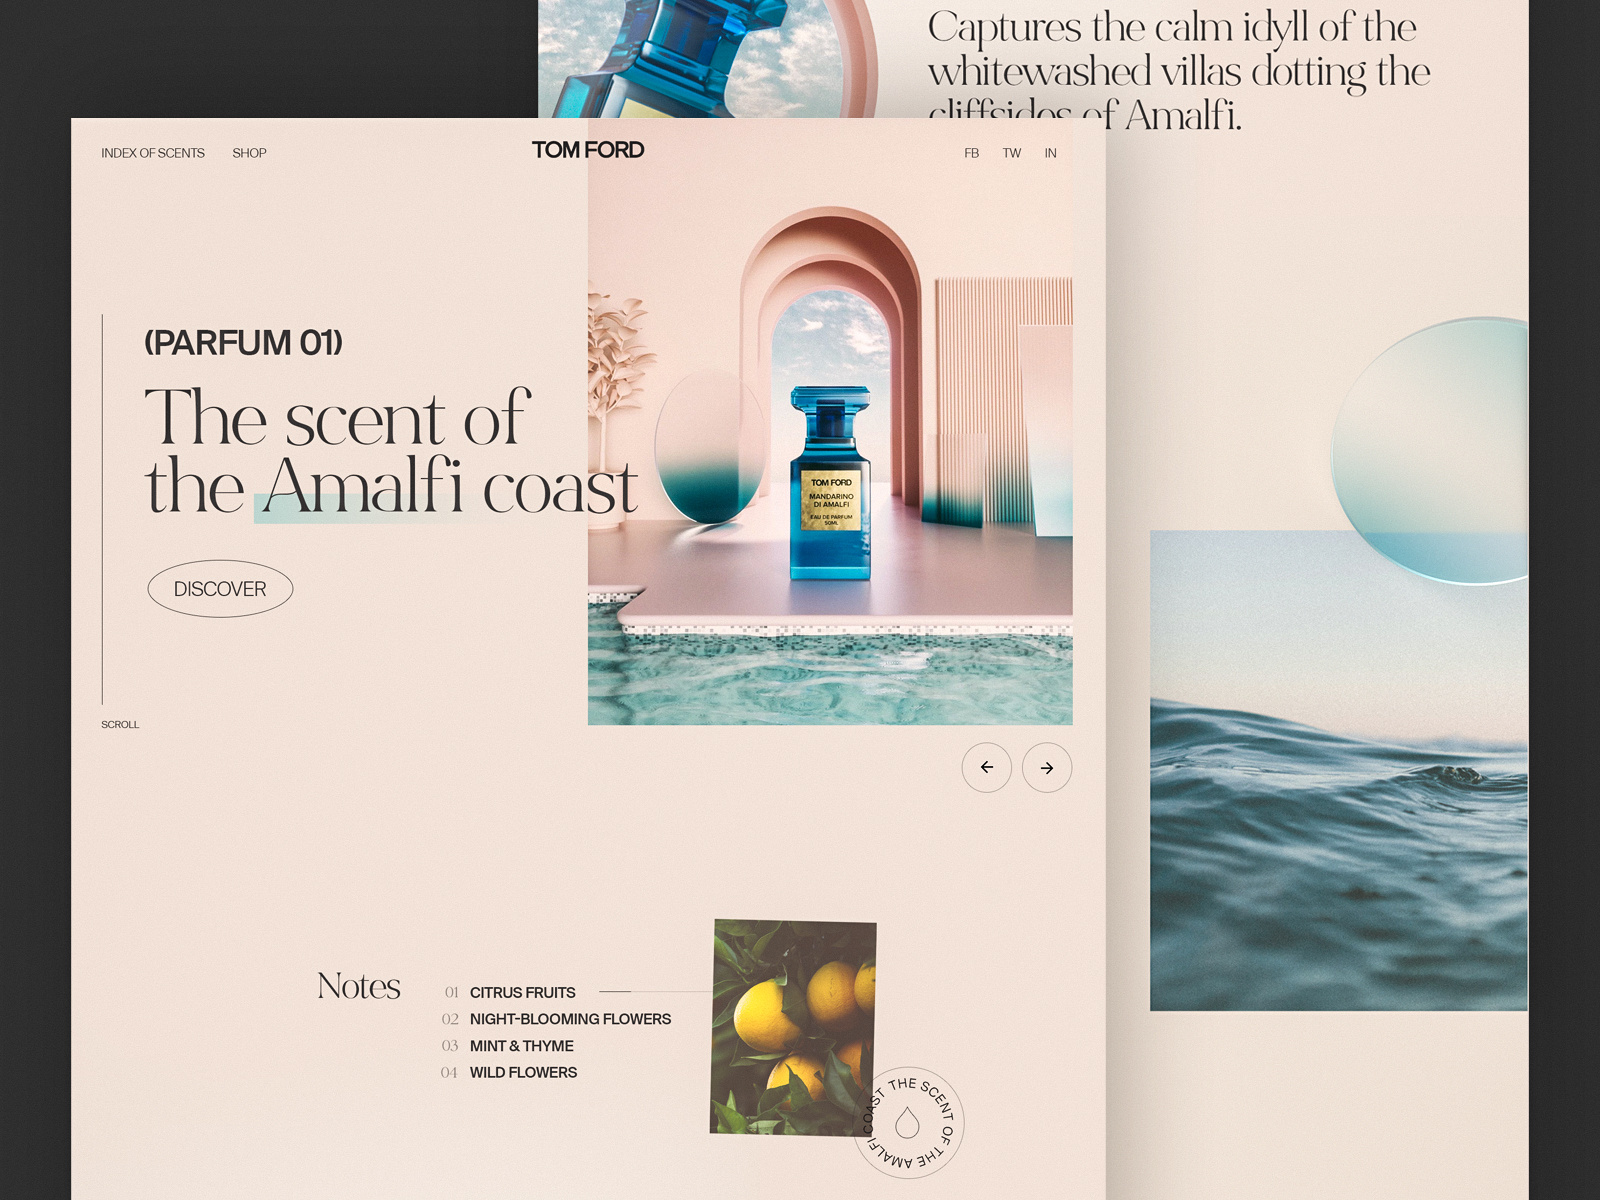 Captures the calm idyll of the
whitewashed villas dotting the
cliffsides of Amalfi.
INDEX OF SCENTS
SHOP
TOM FORD
FB
TW
IN
(PARFUM 01)
The scent of
the Amalfi coast
DISCOVER
SCROLL
TOM FORD
MANDARINO
DI AMALFI
EAU DE PARFUM
50ML
Notes
01 CITRUS FRUITS
02 NIGHT-BLOOMING FLOWERS
03 MINT & THYME
04 WILD FLOWERS
THE SCENT OF THE AMALFI COAST